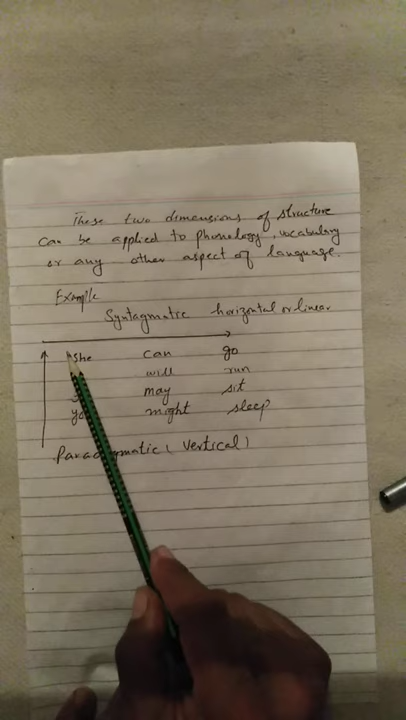 These two dimensions of structure
can be applied to phonology, vocabulary
or any other aspect of language.
Example
Syntagmatic horizontal or linear
She can go
will run
may sit
might sleep
Paradigmatic (Vertical)